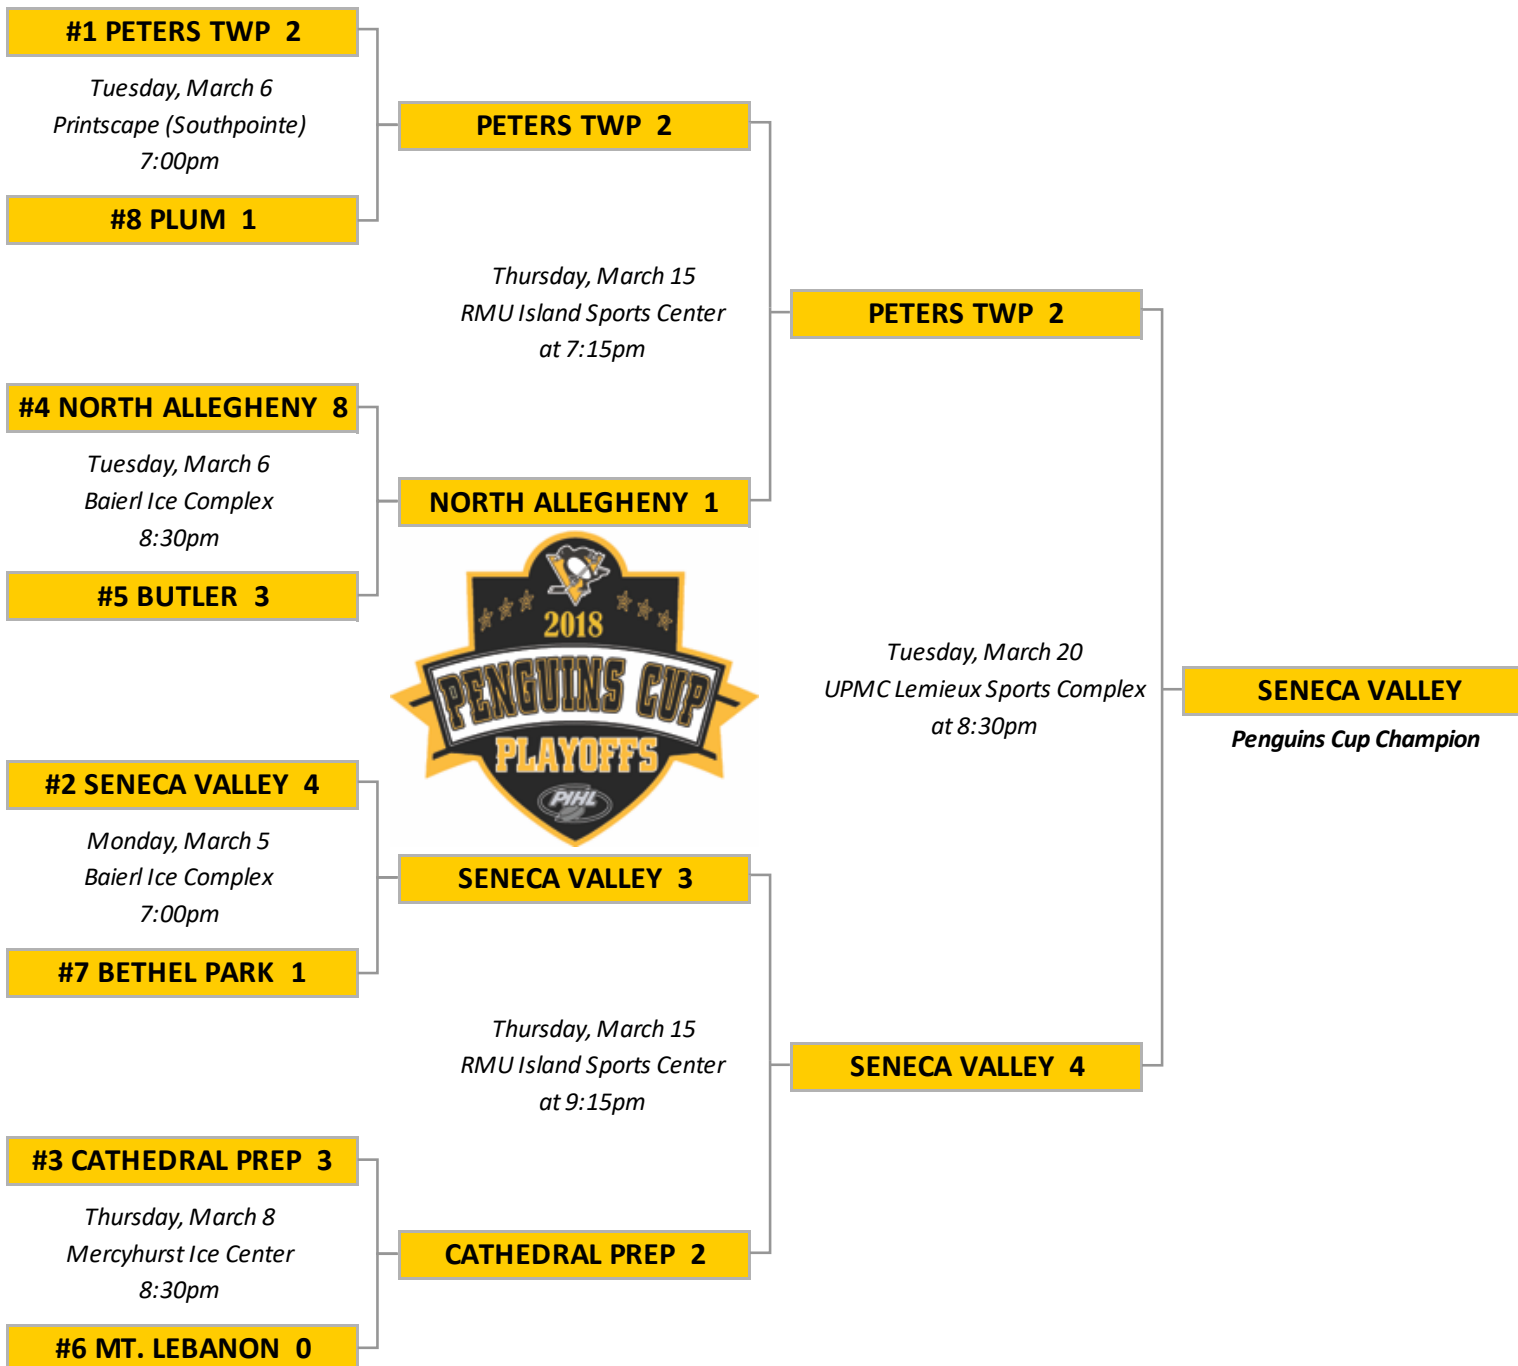 #1 PETERS TWP 2
Tuesday, March 6
Printscape (Southpointe)
7:00pm
#8 PLUM 1
PETERS TWP 2
Thursday, March 15
RMU Island Sports Center
at 7:15pm
#4 NORTH ALLEGHENY 8
Tuesday, March 6
Baierl Ice Complex
8:30pm
#5 BUTLER 3
NORTH ALLEGHENY 1
PETERS TWP 2
2018
PENGUINS CUP
PLAYOFFS
PIHL
Tuesday, March 20
UPMC Lemieux Sports Complex
at 8:30pm
SENECA VALLEY
Penguins Cup Champion
#2 SENECA VALLEY 4
Monday, March 5
Baierl Ice Complex
7:00pm
#7 BETHEL PARK 1
SENECA VALLEY 3
Thursday, March 15
RMU Island Sports Center
at 9:15pm
SENECA VALLEY 4
#3 CATHEDRAL PREP 3
Thursday, March 8
Mercyhurst Ice Center
8:30pm
#6 MT. LEBANON 0
CATHEDRAL PREP 2